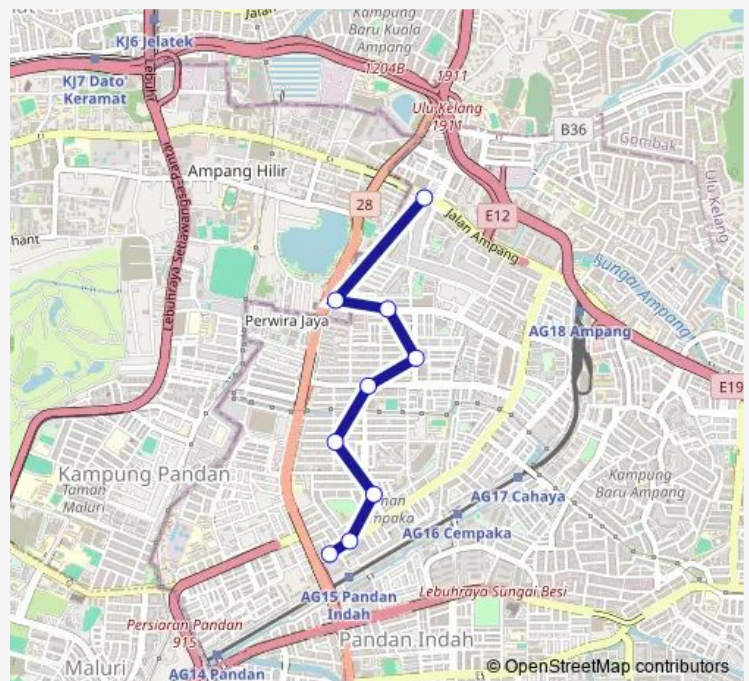 Kampung
Baru Kuala
Ampang
Jalan
KJ6 Jelatek
KJ7 Dato'
Keramat
Lebuhr
1204B
1911
Ulu Kelang
1911
B36
Gombak
Ulu Kelang
Ampang Hilir
28
E12
Jalan Ampang
Lebuhraya Setiawangsa-Pantai
Sungai Ampang
Perwira Jaya
AG18 Ampang
E19
Kampung Pandan
Taman
Maluri
Kampung
Baru Ampang
AG17 Cahaya
AG16 Cempaka
AG15 Pandan
Indah
Lebuhraya Sungai Besi
Persiaran Pandan
915
Pandan Indah
Maluri
AG14 Pandan
© OpenStreetMap contributors